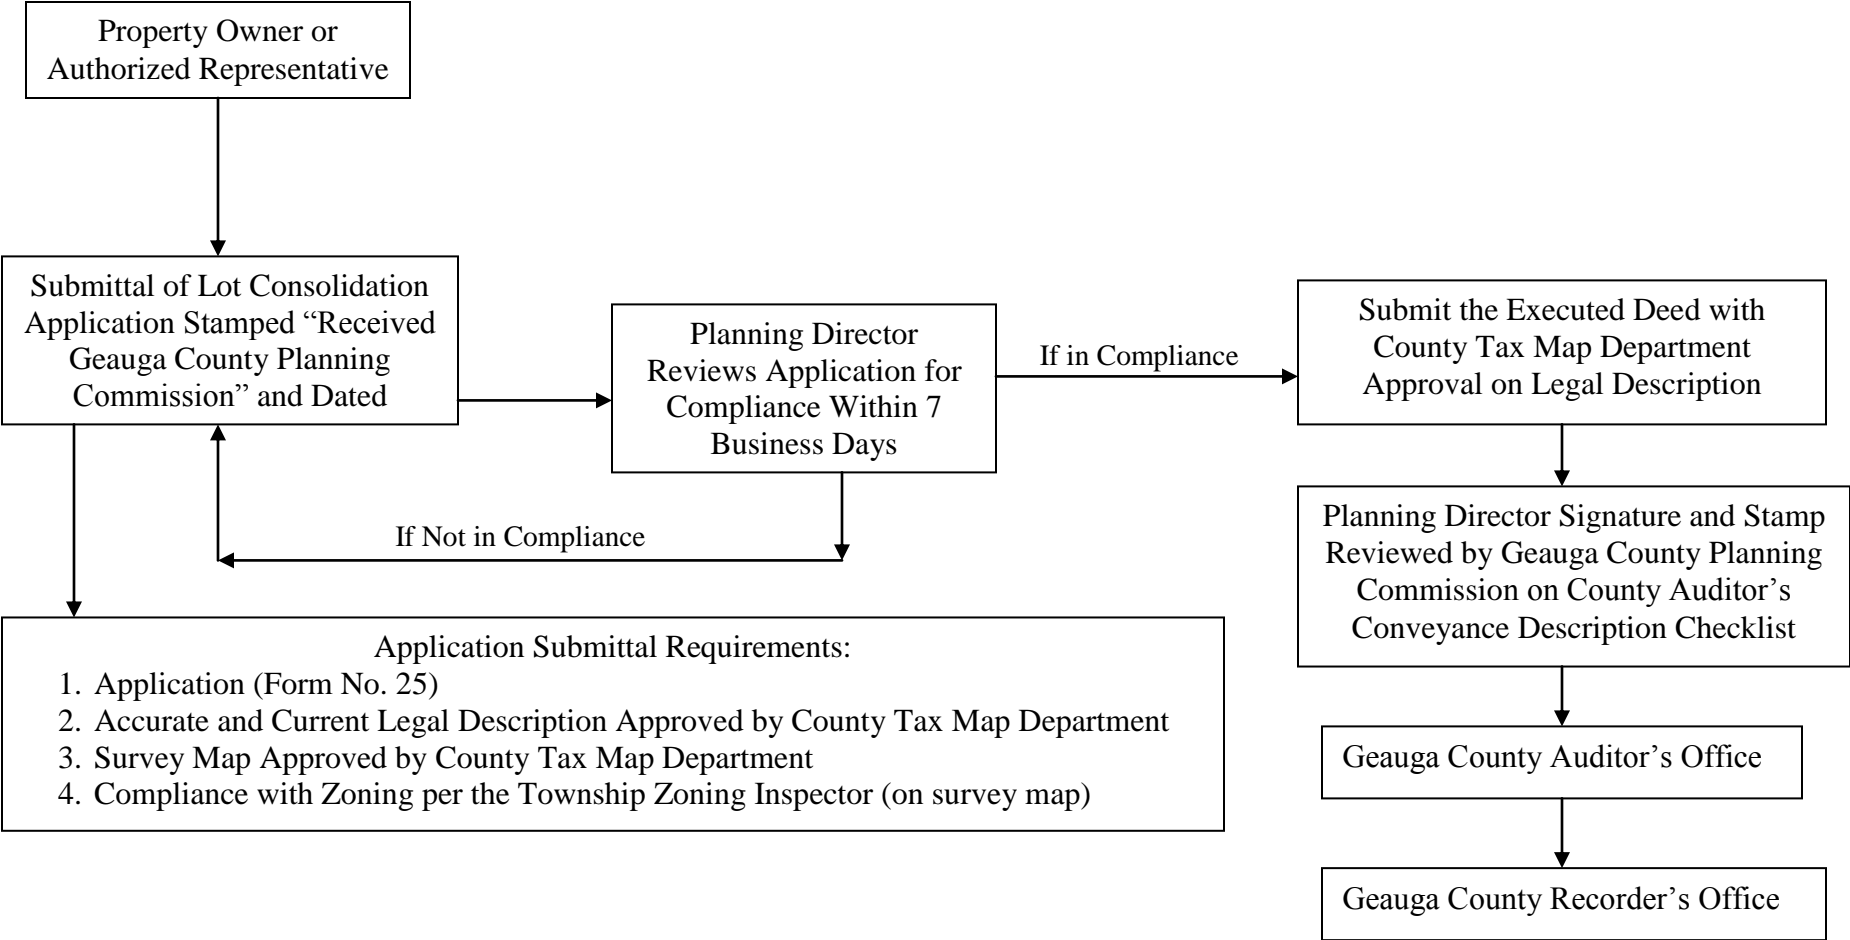 Property Owner or
Authorized Representative
Submittal of Lot Consolidation
Application Stamped “Received
Geauga County Planning
Commission” and Dated
Planning Director
Reviews Application for
Compliance Within 7
Business Days
If in Compliance
If Not in Compliance
Submit the Executed Deed with
County Tax Map Department
Approval on Legal Description
Planning Director Signature and Stamp
Reviewed by Geauga County Planning
Commission on County Auditor’s
Conveyance Description Checklist
Geauga County Auditor’s Office
Geauga County Recorder’s Office
Application Submittal Requirements:
1. Application (Form No. 25)
2. Accurate and Current Legal Description Approved by County Tax Map Department
3. Survey Map Approved by County Tax Map Department
4. Compliance with Zoning per the Township Zoning Inspector (on survey map)